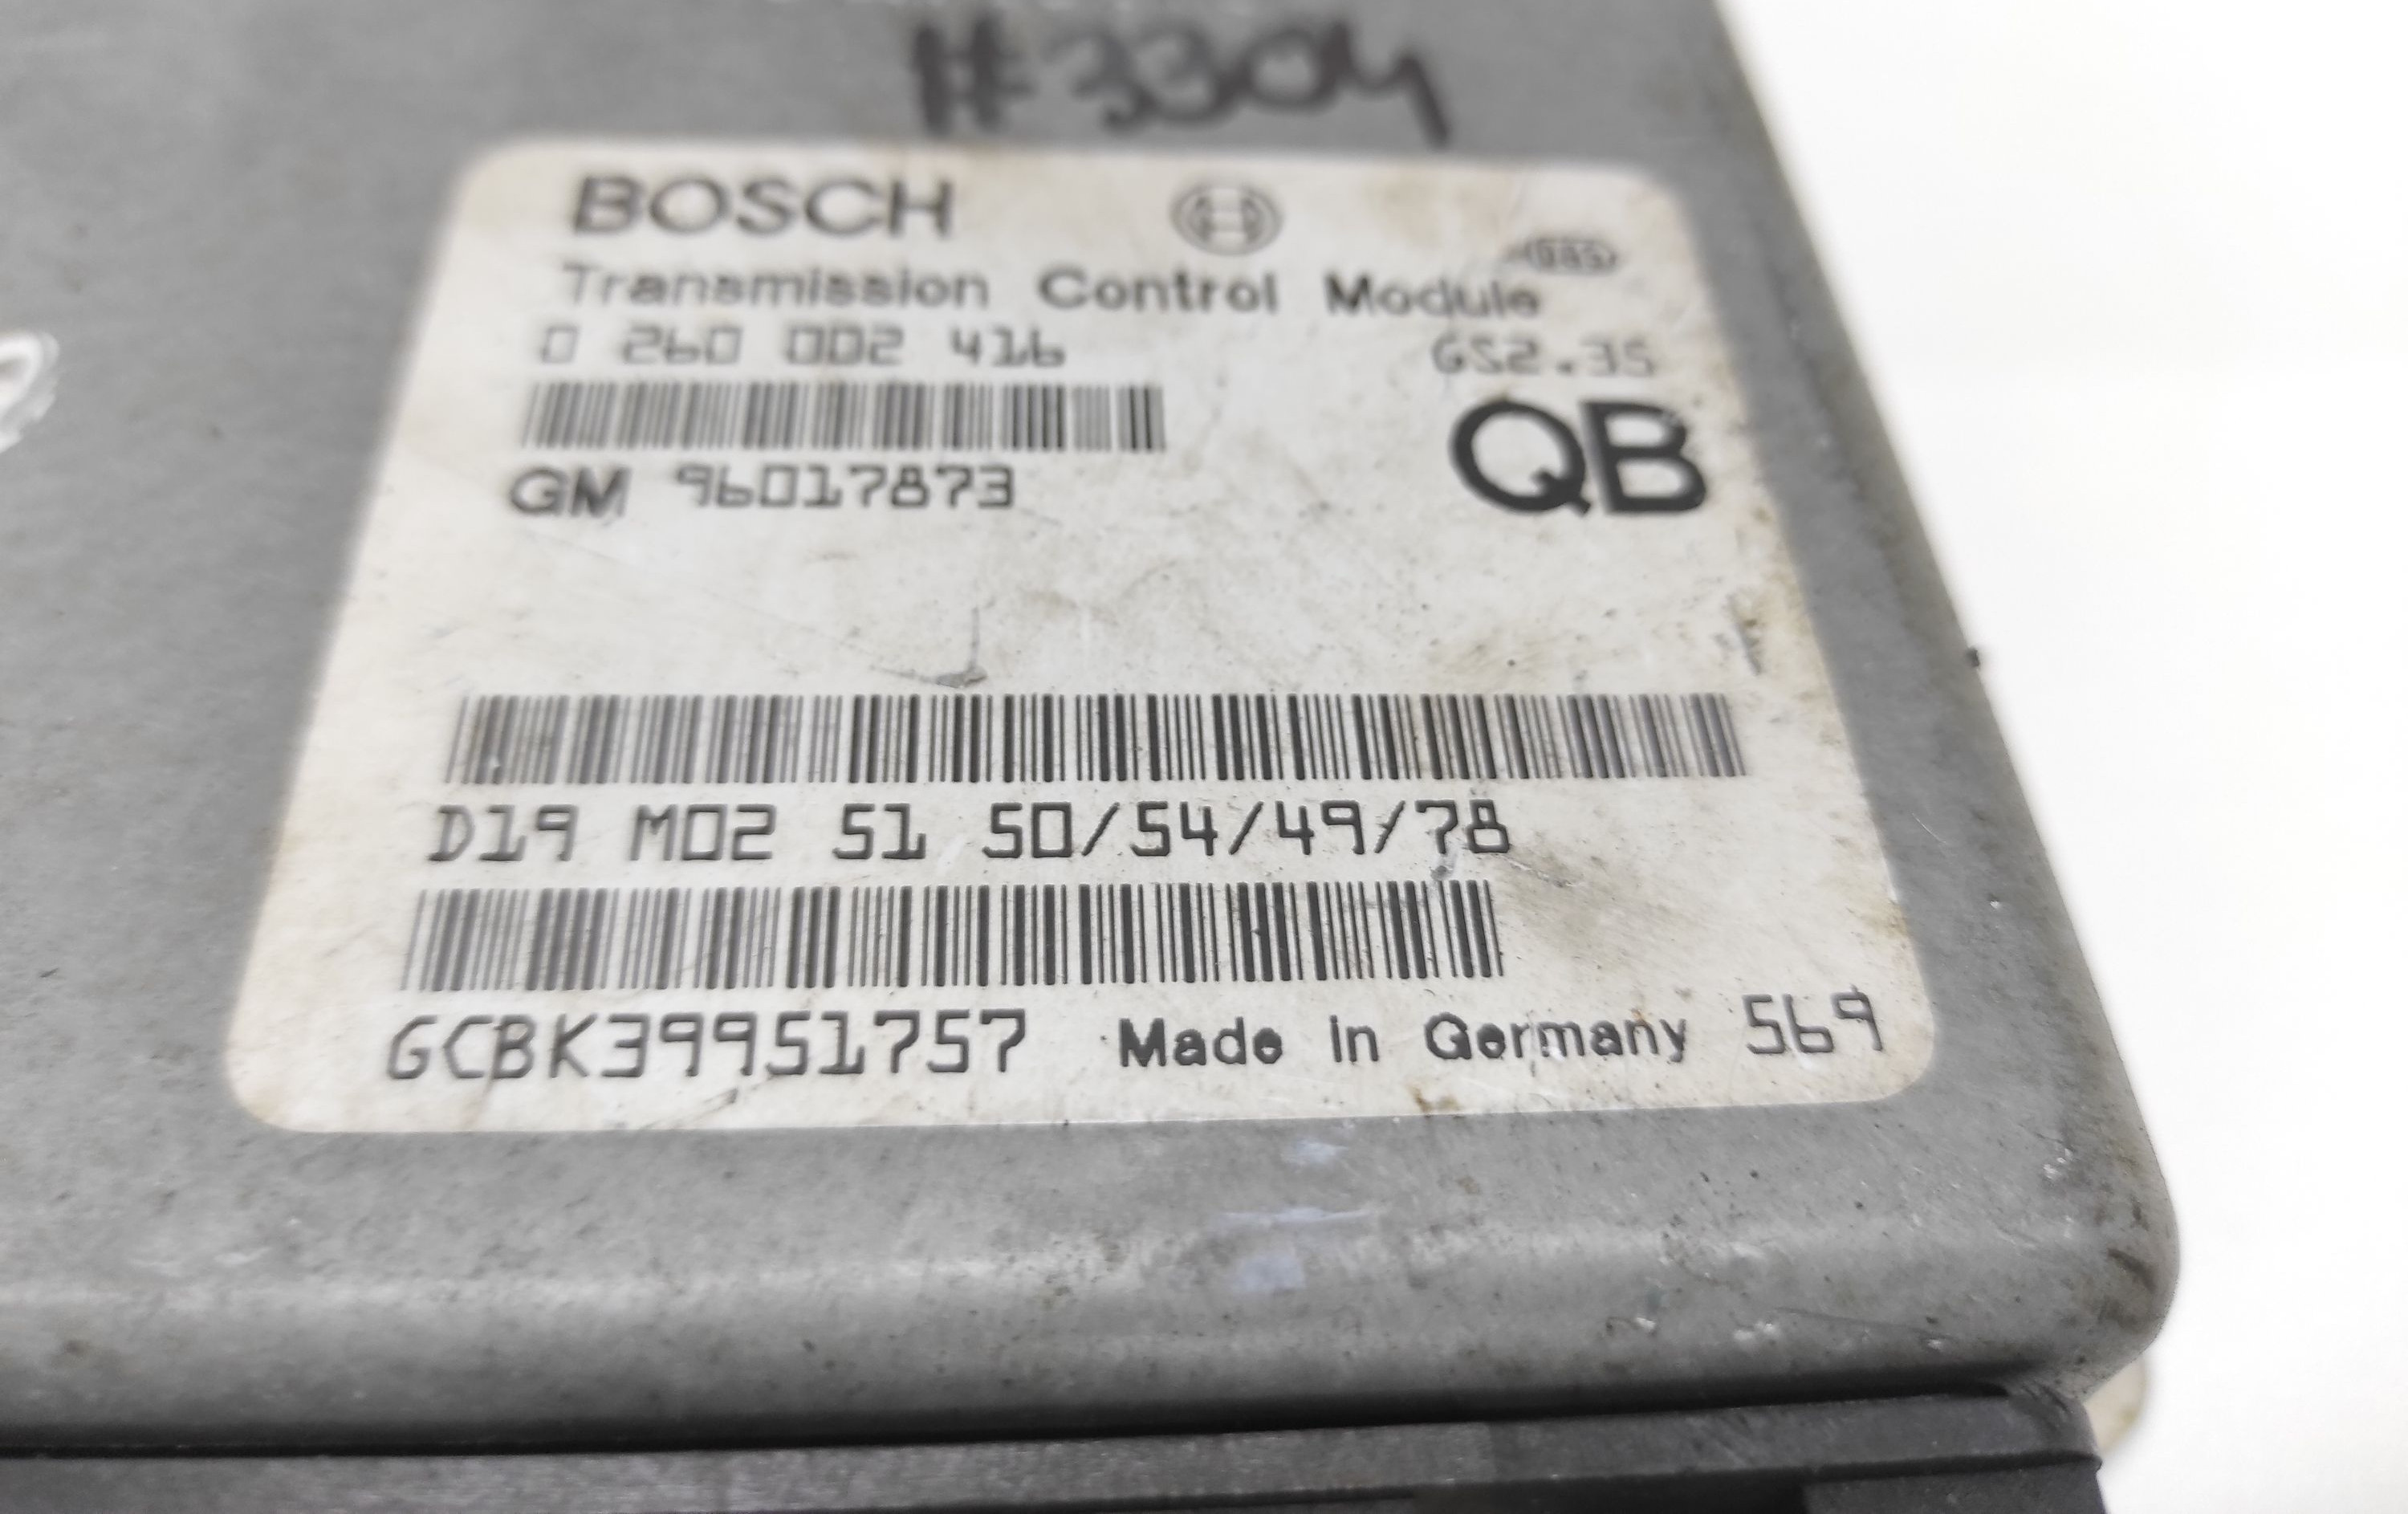 #3304
BOSCH
Transmission Control Module
0 260 002 416 GS2.35
GM 96017873 QB
D19 M02 51 50/54/49/78
GCBK39951757 Made in Germany 569